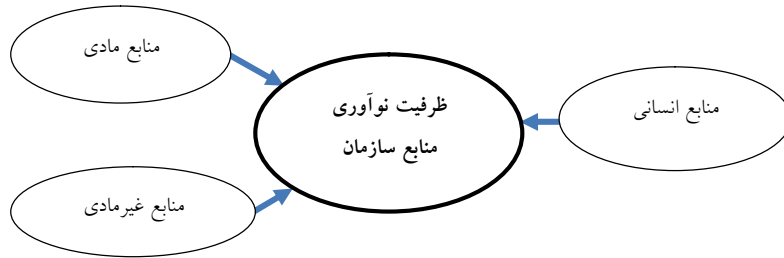 منابع مادی
ظرفیت نوآوری
منابع سازمان
منابع انسانی
منابع غیرمادی